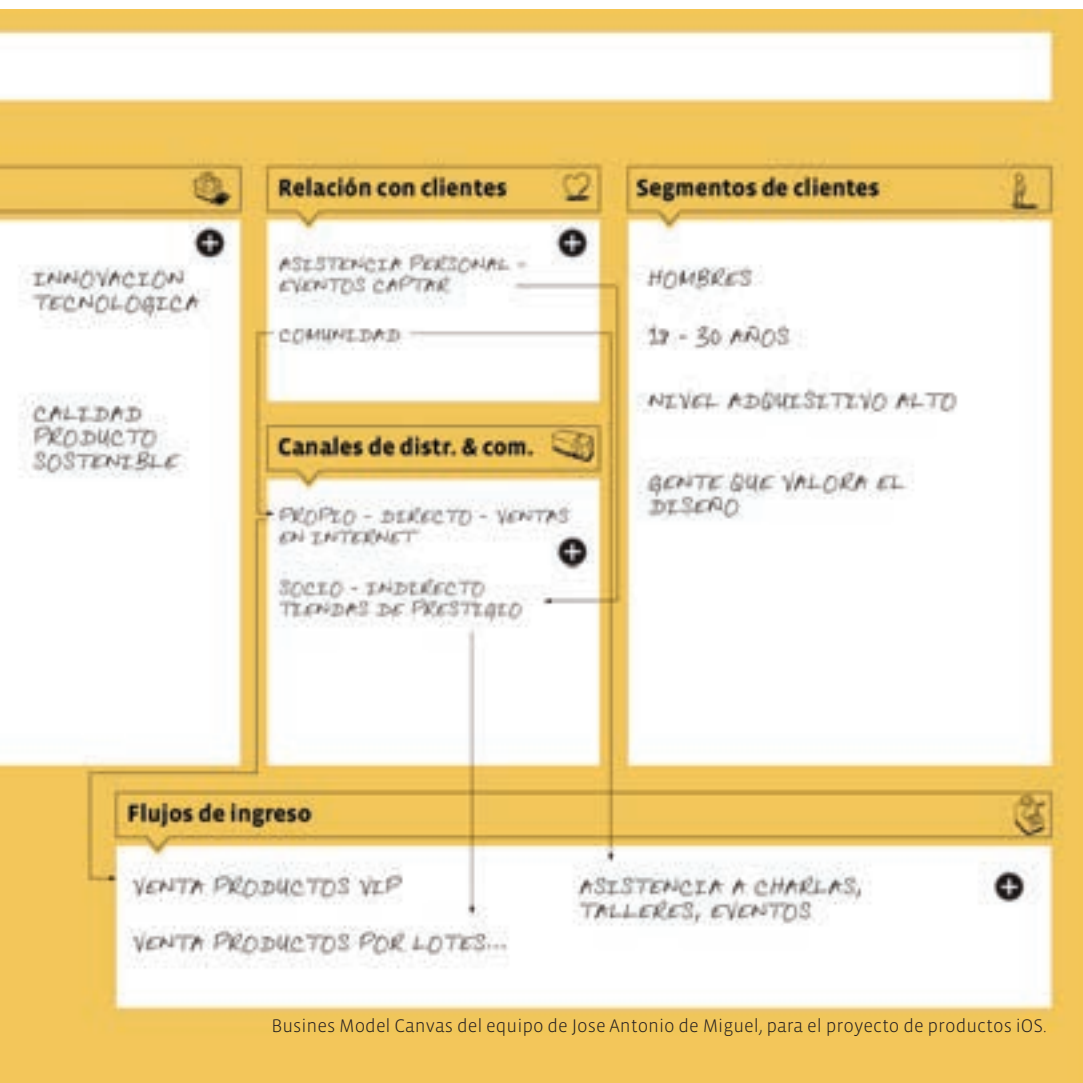 INNOVACION
TECNOLOGICA
CALIDAD
PRODUCTO
SOSTENIBLE
Relación con clientes
ASISTENCIA PERSONAL -
EVENTOS CAPTAR
COMUNIDAD
Canales de distr. & com.
PROPIO - DIRECTO - VENTAS
EN INTERNET
SOCIO - INDIRECTO
TIENDAS DE PRESTIGIO
Segmentos de clientes
HOMBRES
18 - 30 AÑOS
NIVEL ADQUISITIVO ALTO
GENTE QUE VALORA EL
DISEÑO
Flujos de ingreso
VENTA PRODUCTOS VIP
VENTA PRODUCTOS POR LOTES...
ASISTENCIA A CHARLAS,
TALLERES, EVENTOS
Busines Model Canvas del equipo de Jose Antonio de Miguel, para el proyecto de productos iOS.